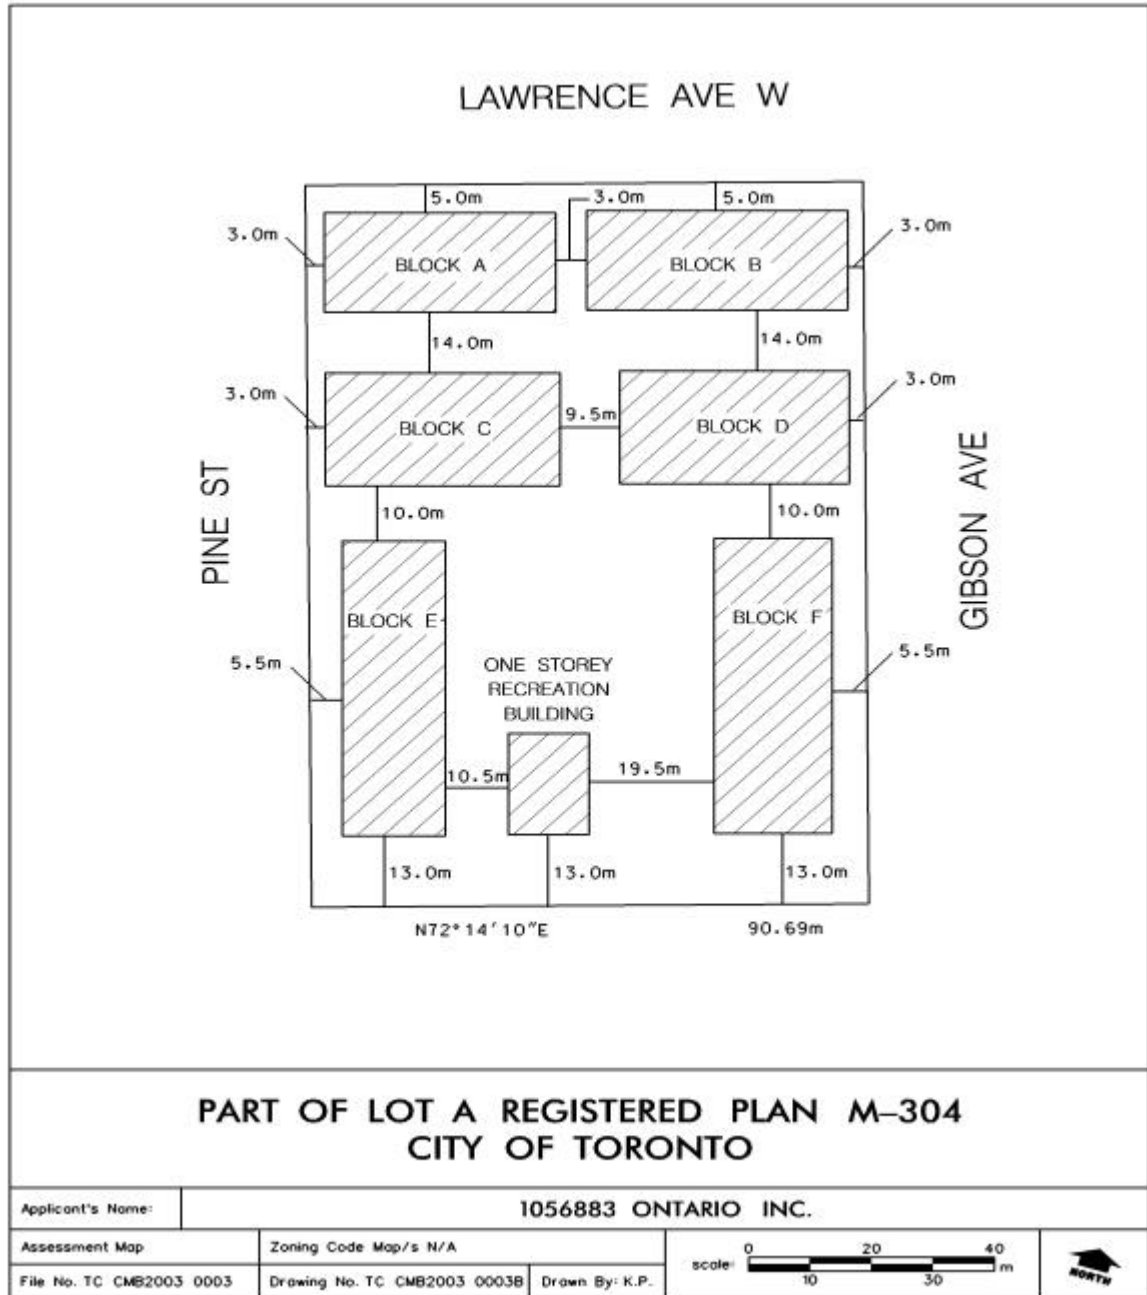 LAWRENCE AVE W
5.0m
3.0m
5.0m
3.0m
3.0m
BLOCK A
BLOCK B
14.0m
14.0m
3.0m
3.0m
9.5m
BLOCK C
BLOCK D
PINE ST
GIBSON AVE
10.0m
10.0m
BLOCK E
BLOCK F
5.5m
5.5m
ONE STOREY
RECREATION
BUILDING
10.5m
19.5m
13.0m
13.0m
13.0m
N72°14'10"E
90.69m
PART OF LOT A REGISTERED PLAN M-304
CITY OF TORONTO
Applicant's Name:
1056883 ONTARIO INC.
Assessment Map
Zoning Code Map/s N/A
File No. TC CMB2003 0003
Drawing No. TC CMB2003 0003B
Drawn By: K.P.
scale:
0 20 40
m
10 30
NORTH